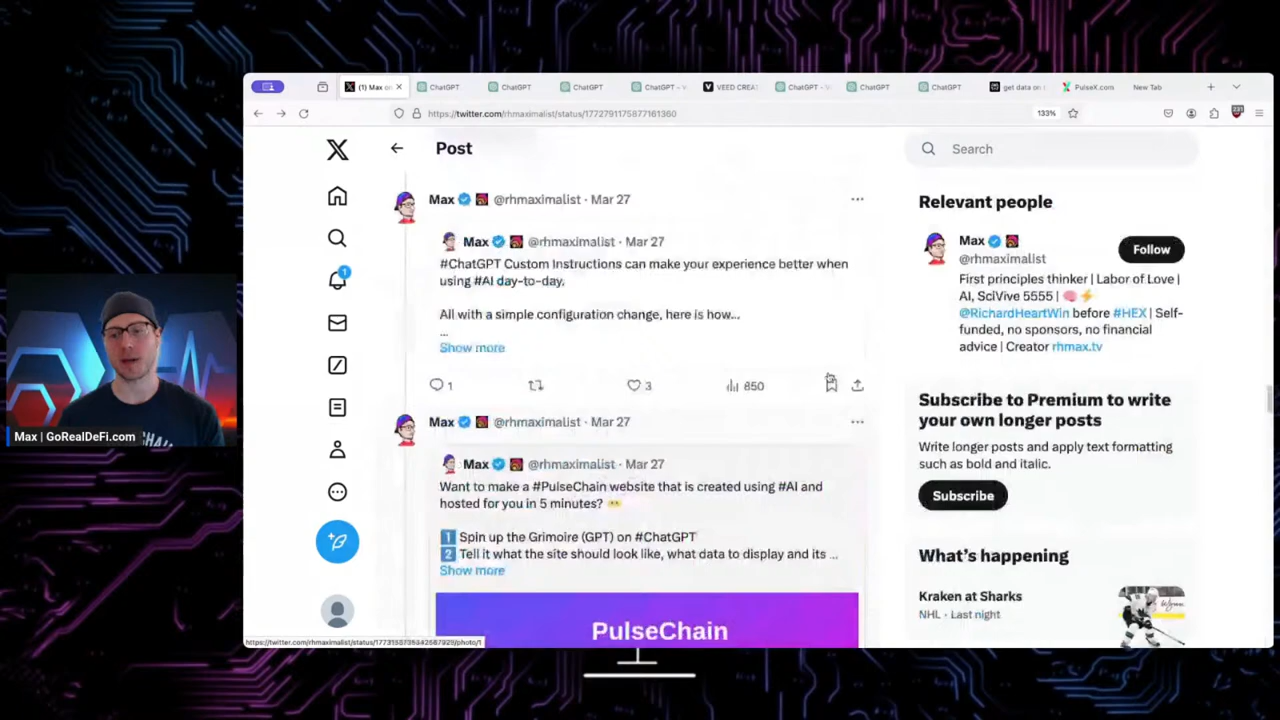 (1) Max on
ChatGPT
ChatGPT
ChatGPT
ChatGPT - V
VEED CREA
ChatGPT - V
ChatGPT
ChatGPT
get data on
PulseX.com
New Tab
https://twitter.com/rhmaximalist/status/1772791175877161360
133%
231
Post
Search
Max @rhmaximalist · Mar 27
Max @rhmaximalist · Mar 27
#ChatGPT Custom Instructions can make your experience better when
using #AI day-to-day.
All with a simple configuration change, here is how...
...
Show more
1
3
850
Max @rhmaximalist · Mar 27
Max @rhmaximalist · Mar 27
Want to make a #PulseChain website that is created using #AI and
hosted for you in 5 minutes?
1 Spin up the Grimoire (GPT) on #ChatGPT
2 Tell it what the site should look like, what data to display and its ...
Show more
PulseChain
Relevant people
Max
@rhmaximalist
Follow
First principles thinker | Labor of Love |
AI, SciVive 5555 | 
@RichardHeartWin before #HEX | Self-
funded, no sponsors, no financial
advice | Creator rhmax.tv
Subscribe to Premium to write
your own longer posts
Write longer posts and apply text formatting
such as bold and italic.
Subscribe
What's happening
Kraken at Sharks
NHL · Last night
1
Max | GoRealDeFi.com